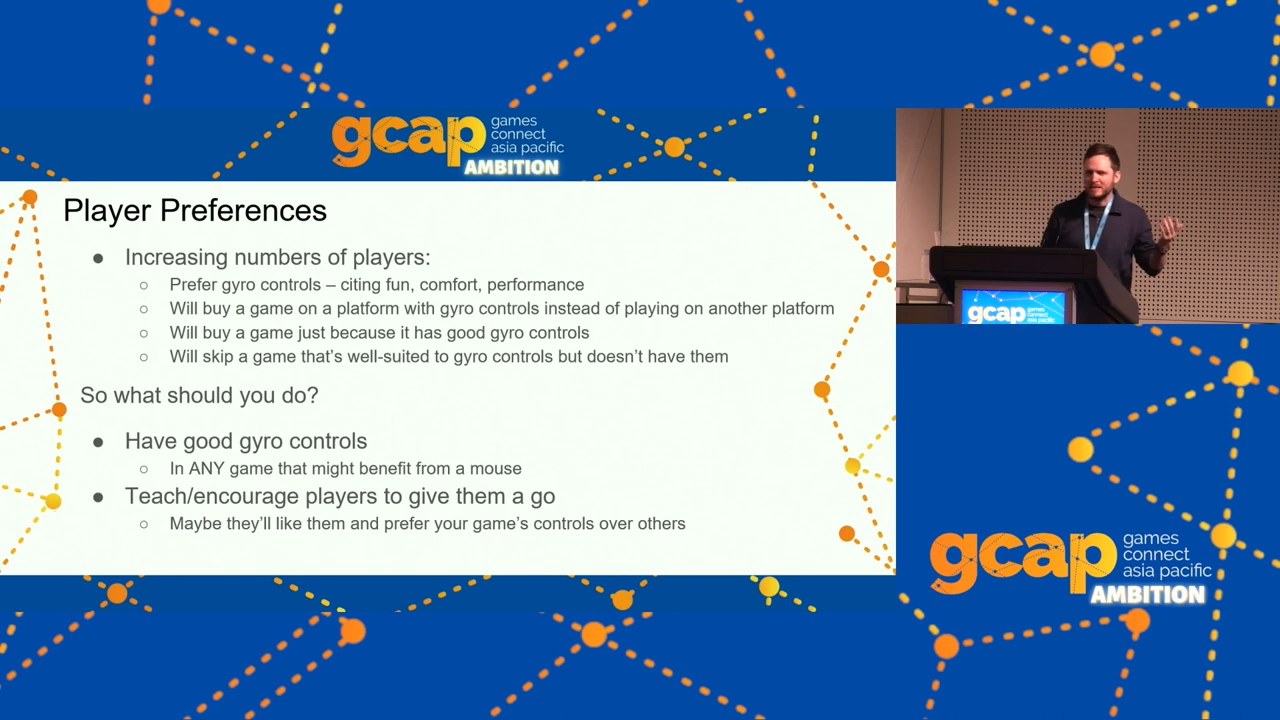 gcap
games
connect
asia pacific
AMBITION
Player Preferences
● Increasing numbers of players:
○ Prefer gyro controls – citing fun, comfort, performance
○ Will buy a game on a platform with gyro controls instead of playing on another platform
○ Will buy a game just because it has good gyro controls
○ Will skip a game that's well-suited to gyro controls but doesn't have them
So what should you do?
● Have good gyro controls
○ In ANY game that might benefit from a mouse
● Teach/encourage players to give them a go
○ Maybe they'll like them and prefer your game's controls over others
gcap
games
connect
asia pacific
gcap
games
connect
asia pacific
AMBITION